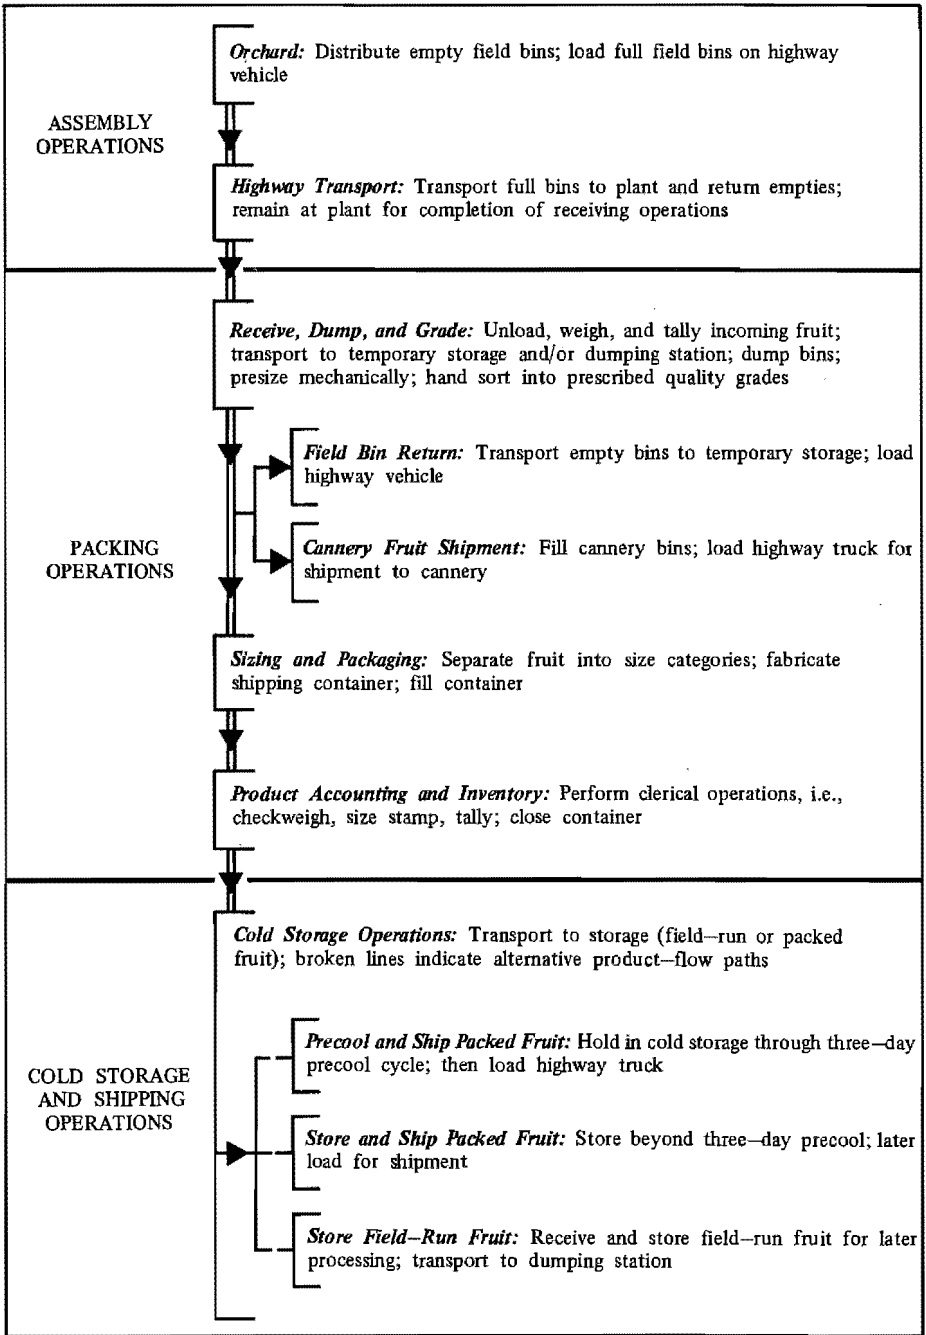 ASSEMBLY
OPERATIONS
Orchard: Distribute empty field bins; load full field bins on highway
vehicle
Highway Transport: Transport full bins to plant and return empties;
remain at plant for completion of receiving operations
PACKING
OPERATIONS
Receive, Dump, and Grade: Unload, weigh, and tally incoming fruit;
transport to temporary storage and/or dumping station; dump bins;
presize mechanically; hand sort into prescribed quality grades
Field Bin Return: Transport empty bins to temporary storage; load
highway vehicle
Cannery Fruit Shipment: Fill cannery bins; load highway truck for
shipment to cannery
Sizing and Packaging: Separate fruit into size categories; fabricate
shipping container; fill container
Product Accounting and Inventory: Perform clerical operations, i.e.,
checkweigh, size stamp, tally; close container
COLD STORAGE
AND SHIPPING
OPERATIONS
Cold Storage Operations: Transport to storage (field—run or packed
fruit); broken lines indicate alternative product—flow paths
Precool and Ship Packed Fruit: Hold in cold storage through three—day
precool cycle; then load highway truck
Store and Ship Packed Fruit: Store beyond three—day precool; later
load for shipment
Store Field—Run Fruit: Receive and store field—run fruit for later
processing; transport to dumping station